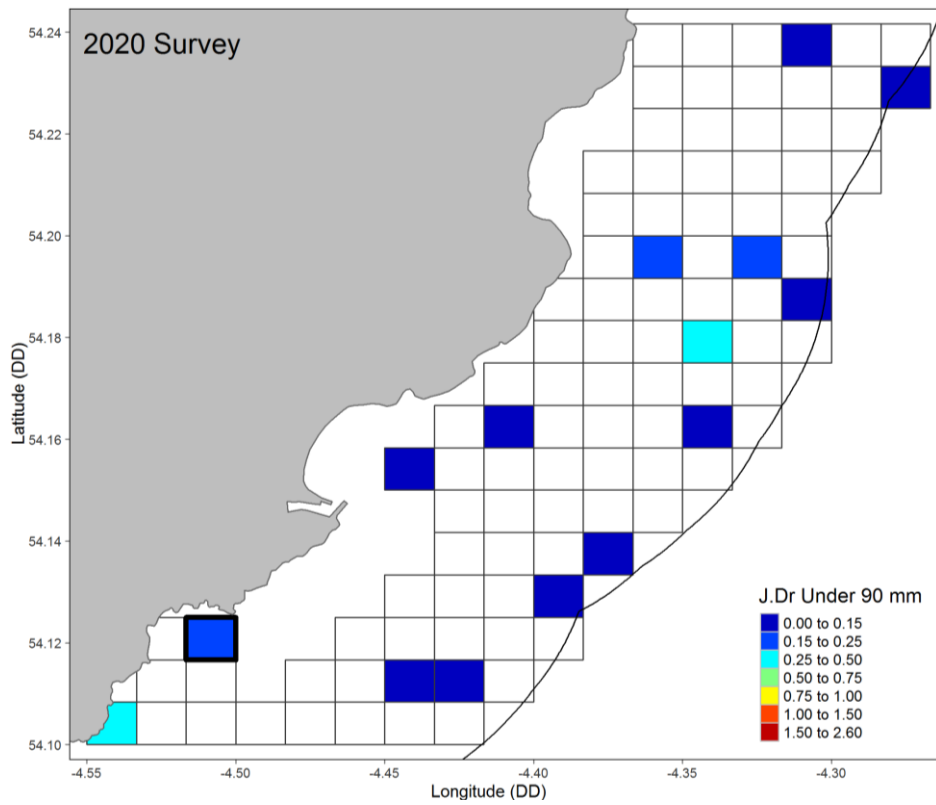 2020 Survey
54.24
54.22
54.20
54.18
54.16
54.14
54.12
54.10
Latitude (DD)
-4.55
-4.50
-4.45
-4.40
-4.35
-4.30
Longitude (DD)
J.Dr Under 90 mm
0.00 to 0.15
0.15 to 0.25
0.25 to 0.50
0.50 to 0.75
0.75 to 1.00
1.00 to 1.50
1.50 to 2.60